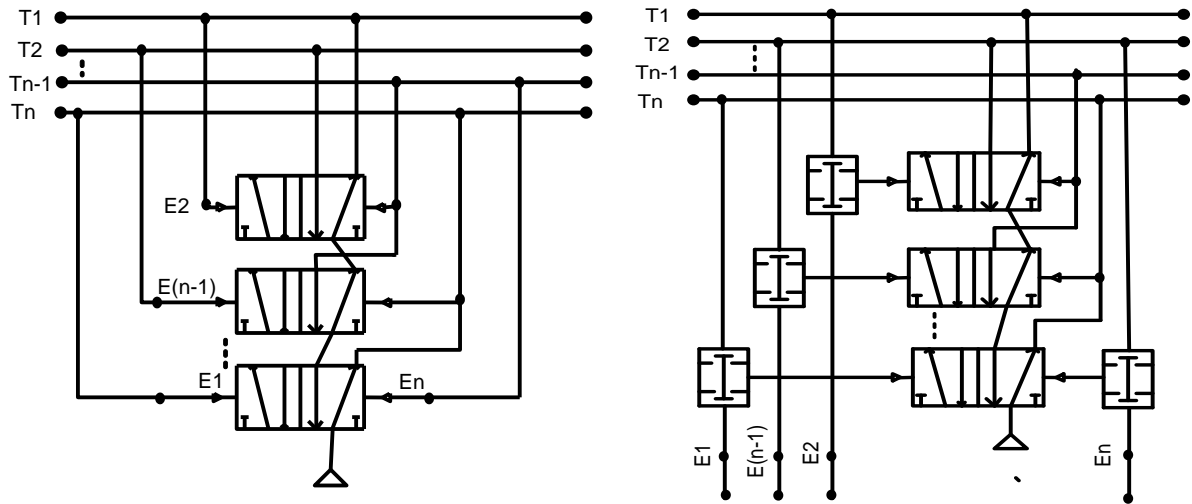 T1
T2
Tn-1
Tn
E2
E(n-1)
E1
En
T1
T2
Tn-1
Tn
E1
E(n-1)
E2
En